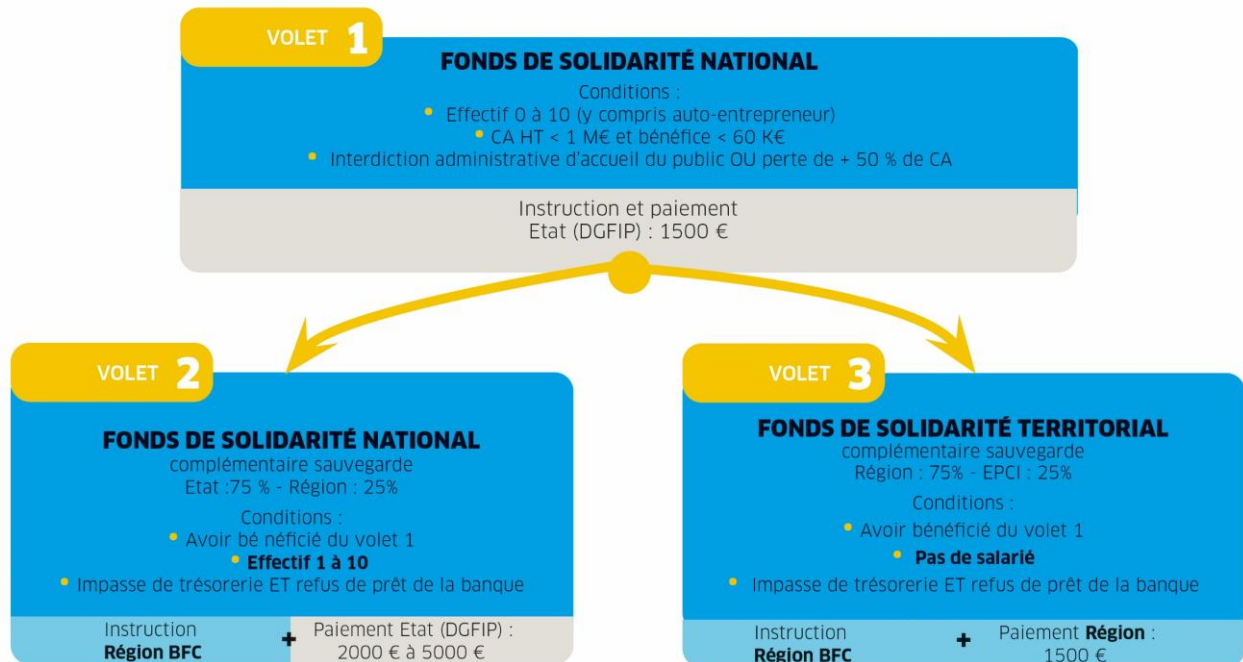 VOLET 1
FONDS DE SOLIDARITÉ NATIONAL
Conditions :
• Effectif 0 à 10 (y compris auto-entrepreneur)
• CA HT < 1 M€ et bénéfice < 60 K€
• Interdiction administrative d'accueil du public OU perte de + 50 % de CA
Instruction et paiement
Etat (DGFIP) : 1500 €
VOLET 2
FONDS DE SOLIDARITÉ NATIONAL
complémentaire sauvegarde
Etat :75 % - Région : 25%
Conditions :
• Avoir bé néficié du volet 1
• Effectif 1 à 10
• Impasse de trésorerie ET refus de prêt de la banque
Instruction
Région BFC
+
Paiement Etat (DGFIP) :
2000 € à 5000 €
VOLET 3
FONDS DE SOLIDARITÉ TERRITORIAL
complémentaire sauvegarde
Région : 75% - EPCI : 25%
Conditions :
• Avoir bénéficié du volet 1
• Pas de salarié
• Impasse de trésorerie ET refus de prêt de la banque
Instruction
Région BFC
+
Paiement Région :
1500 €